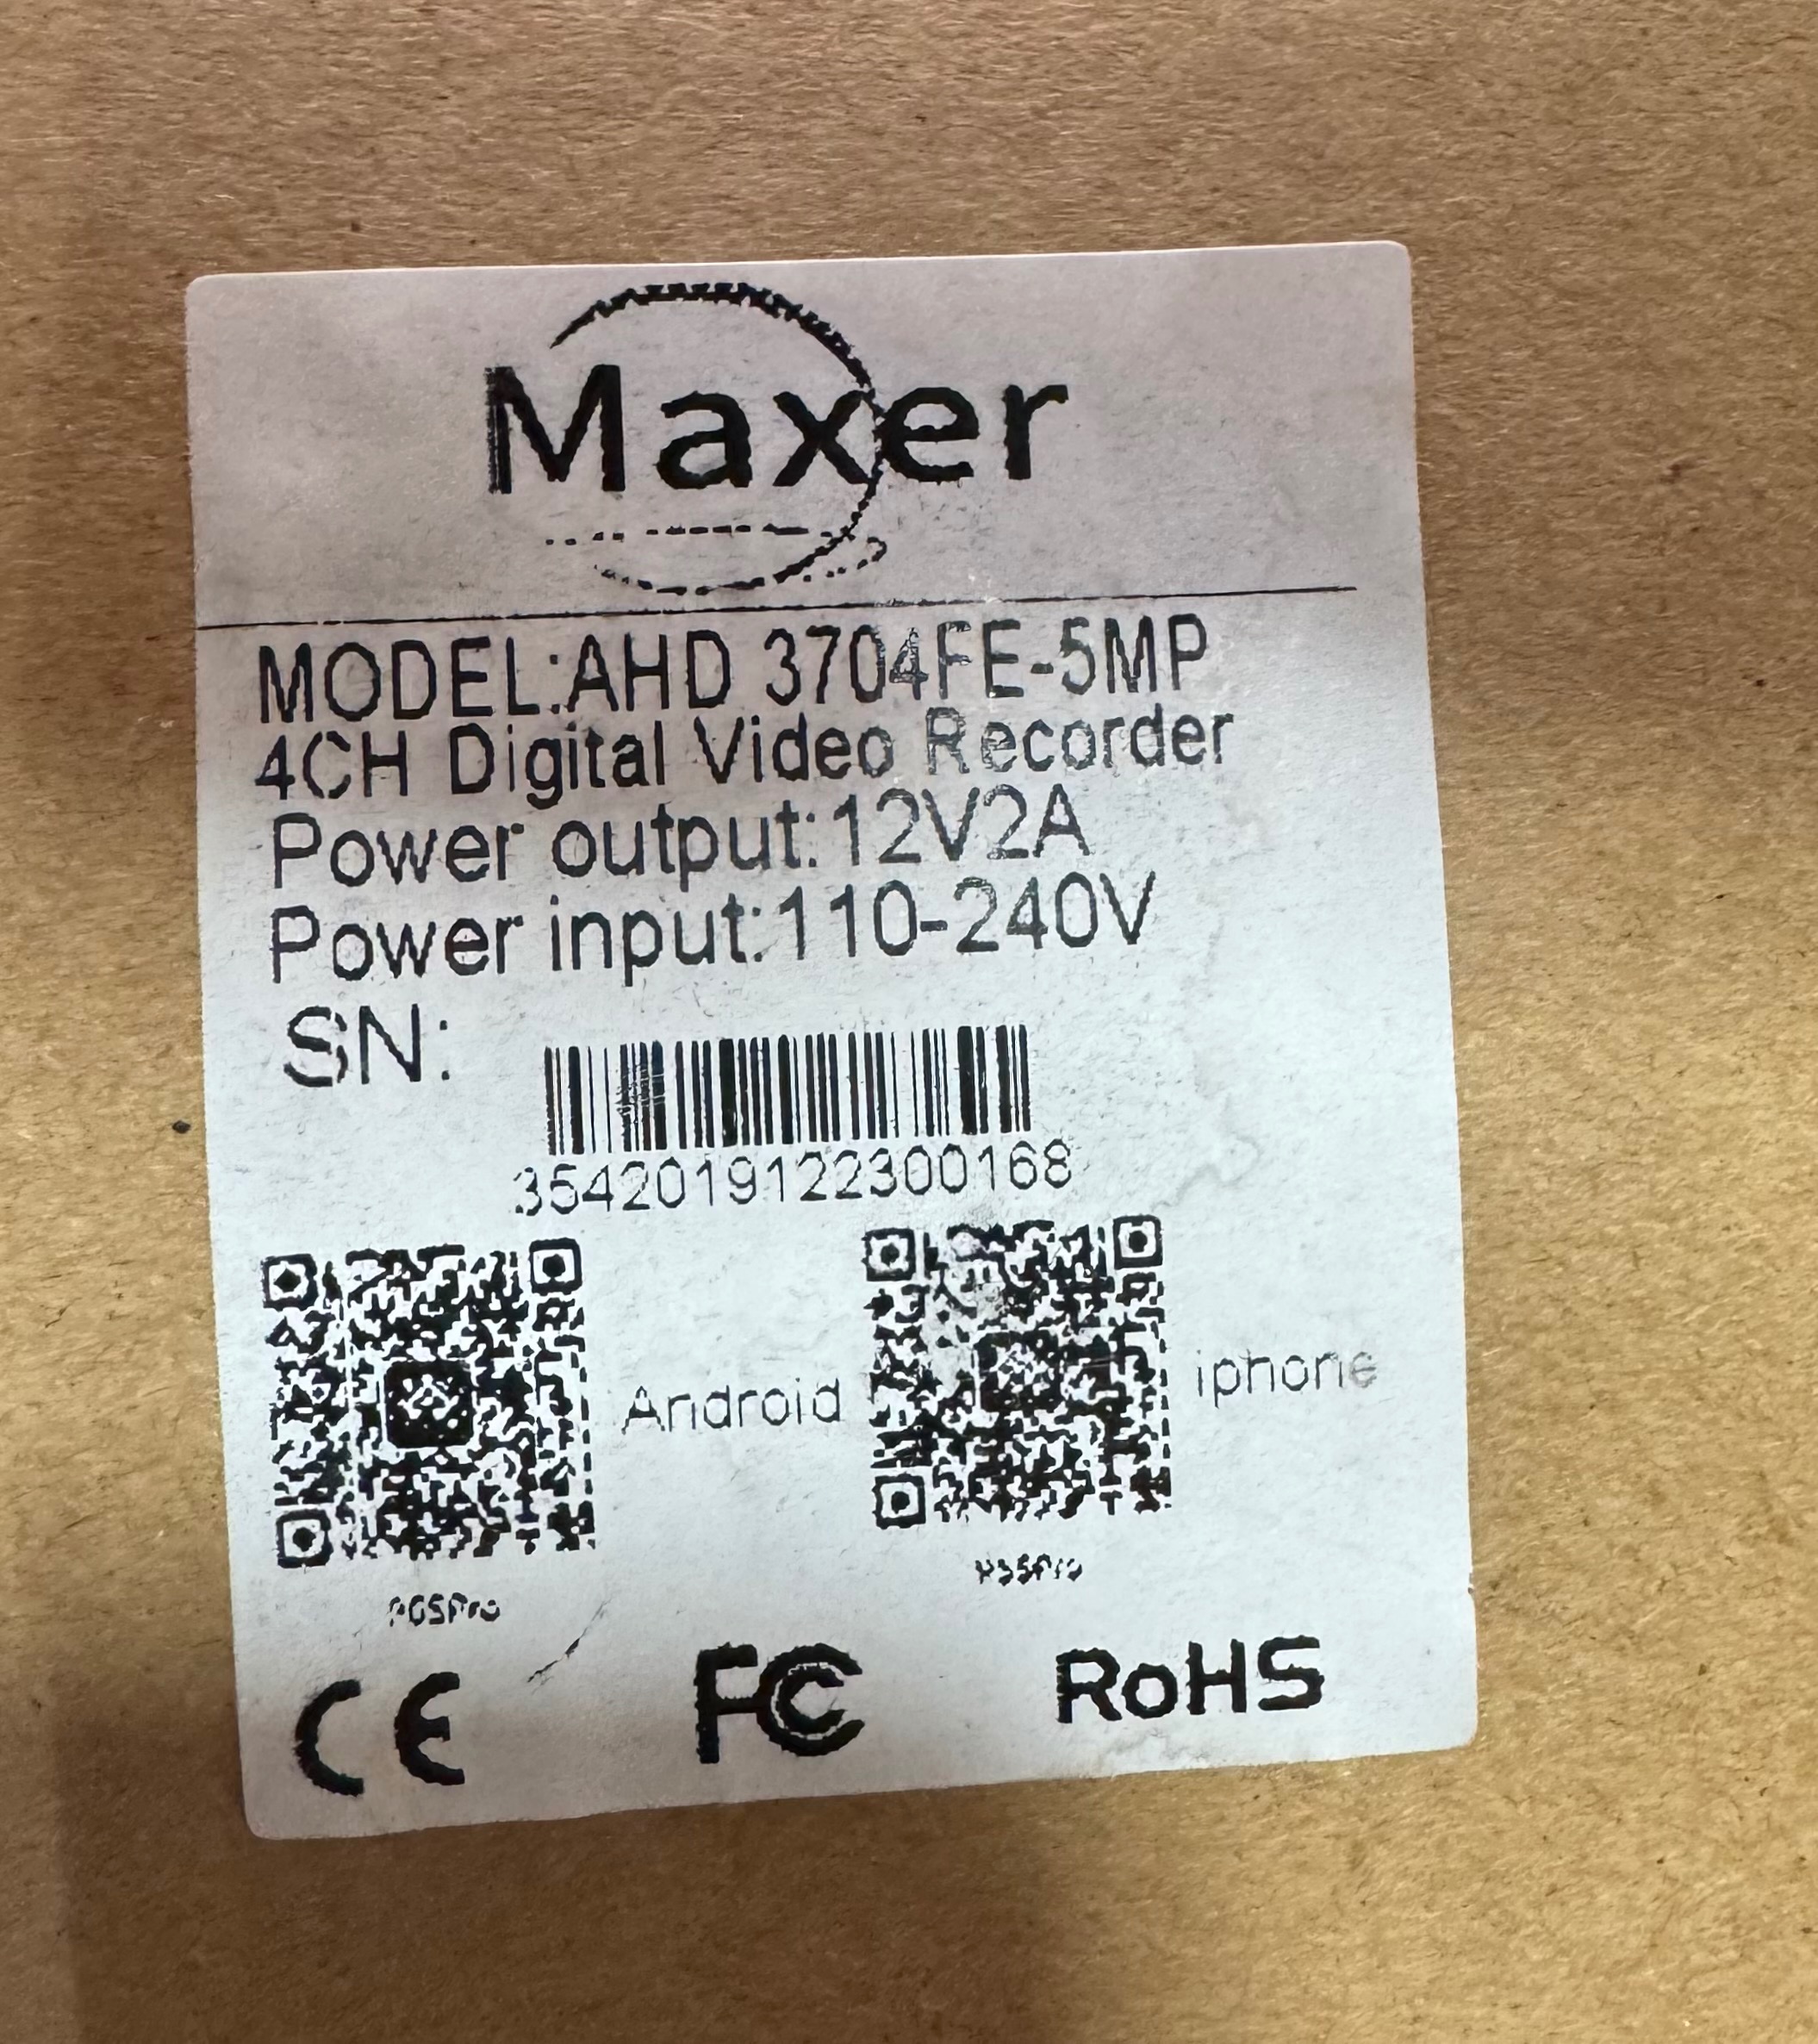 Maxer
MODEL:AHD 3704FE-5MP
4CH Digital Video Recorder
Power output:12V2A
Power input:110-240V
SN:
3542019122300168
Android
iphone
CE
FC
RoHS